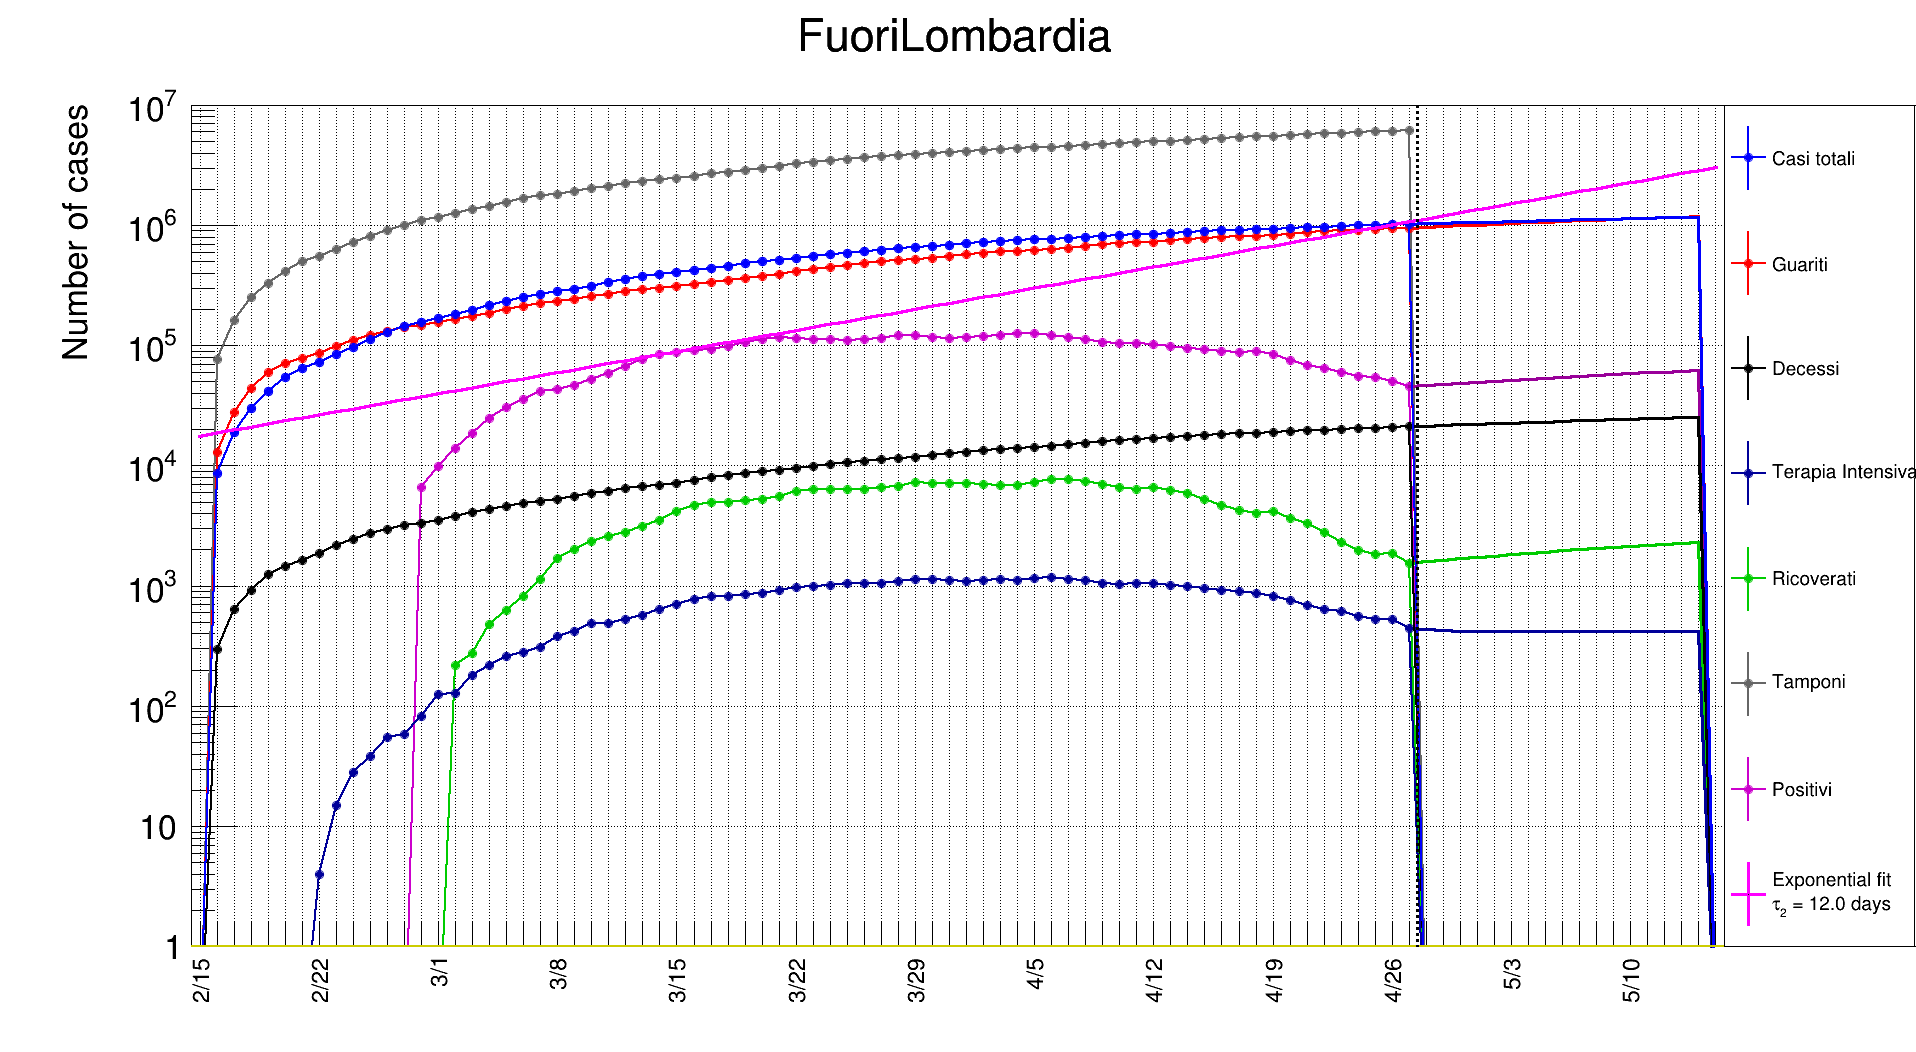 FuoriLombardia
Number of cases
10^7
10^6
10^5
10^4
10^3
10^2
10
1
2/15
2/22
3/1
3/8
3/15
3/22
3/29
4/5
4/12
4/19
4/26
5/3
5/10
Casi totali
Guariti
Decessi
Terapia Intensiva
Ricoverati
Tamponi
Positivi
Exponential fit
τ₂ = 12.0 days